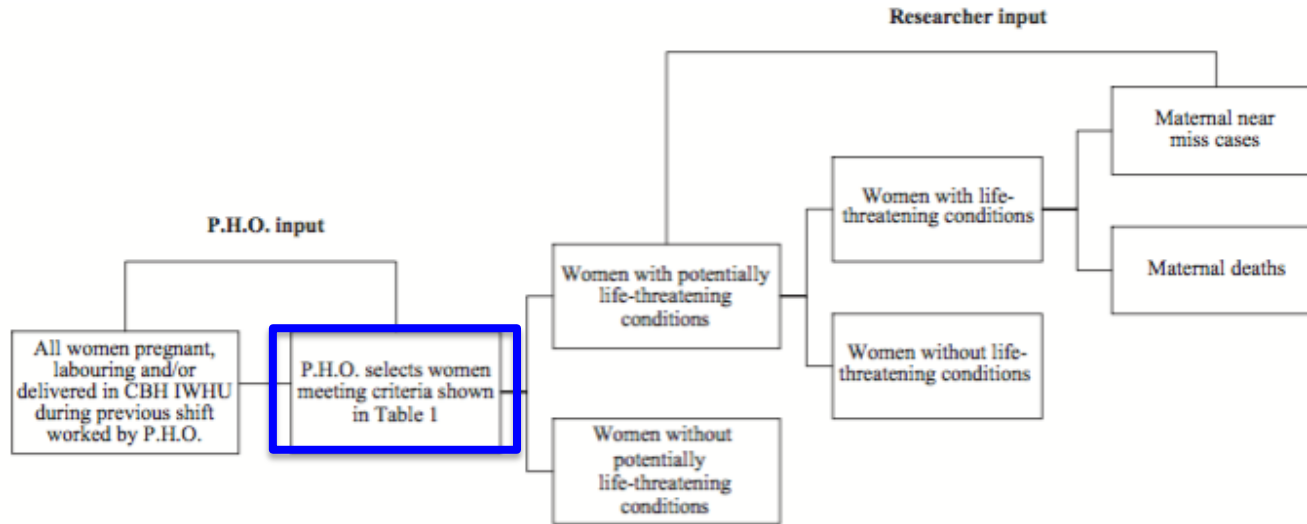 Researcher input
Maternal near
miss cases
Women with life-
threatening conditions
P.H.O. input
Women with potentially
life-threatening
conditions
Maternal deaths
All women pregnant,
labouring and/or
delivered in CBH IWHU
during previous shift
worked by P.H.O.
P.H.O. selects women
meeting criteria shown
in Table 1
Women without life-
threatening conditions
Women without
potentially
life-threatening
conditions